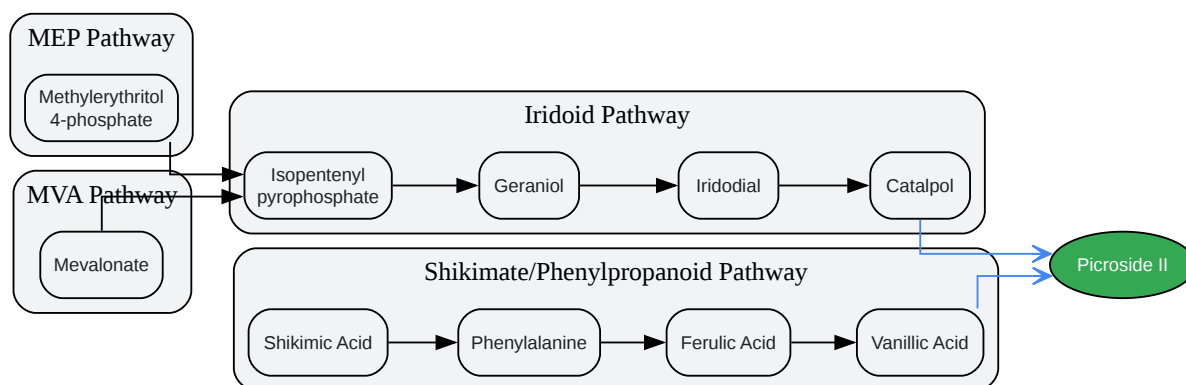 MEP Pathway
Methylerythritol
4-phosphate
MVA Pathway
Mevalonate
Iridoid Pathway
Isopentenyl
pyrophosphate
Geraniol
Iridodial
Catalpol
Shikimate/Phenylpropanoid Pathway
Shikimic Acid
Phenylalanine
Ferulic Acid
Vanillic Acid
Picroside II